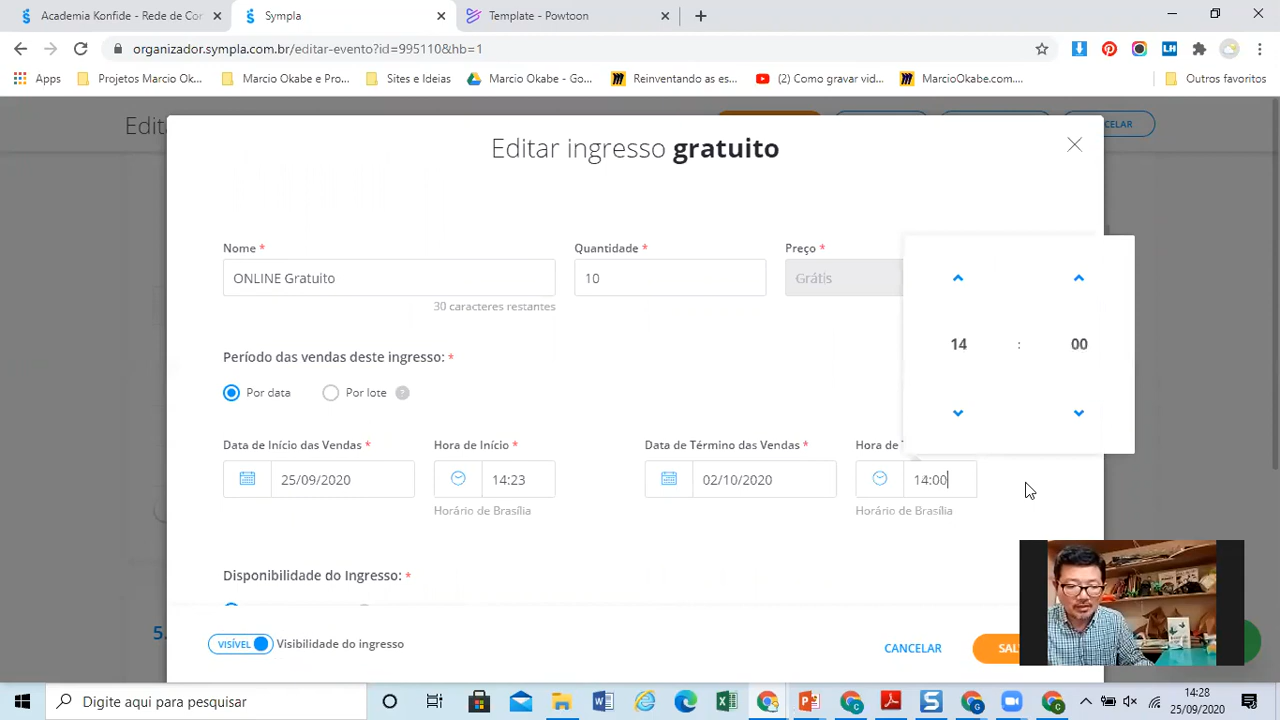 Academia Konfide - Rede de Co
Sympla
Template - Powtoon
organizador.sympla.com.br/editar-evento?id=995110&hb=1
Apps
Projetos Marcio Ok...
Marcio Okabe e Pro...
Sites e Ideias
Marcio Okabe - Go...
Reinventando as es...
(2) Como gravar vid...
MarcioOkabe.com....
Outros favoritos
Edit
CELAR
Editar ingresso gratuito
Nome *
Quantidade *
Preço *
ONLINE Gratuito
10
Grátis
30 caracteres restantes
14 : 00
Período das vendas deste ingresso: *
Por data
Por lote
?
Data de Início das Vendas *
Hora de Início *
Data de Término das Vendas *
Hora de T
25/09/2020
14:23
02/10/2020
14:00
Horário de Brasília
Horário de Brasília
Disponibilidade do Ingresso: *
5.
VISÍVEL
Visibilidade do ingresso
CANCELAR
SAL
Digite aqui para pesquisar
14:28
25/09/2020